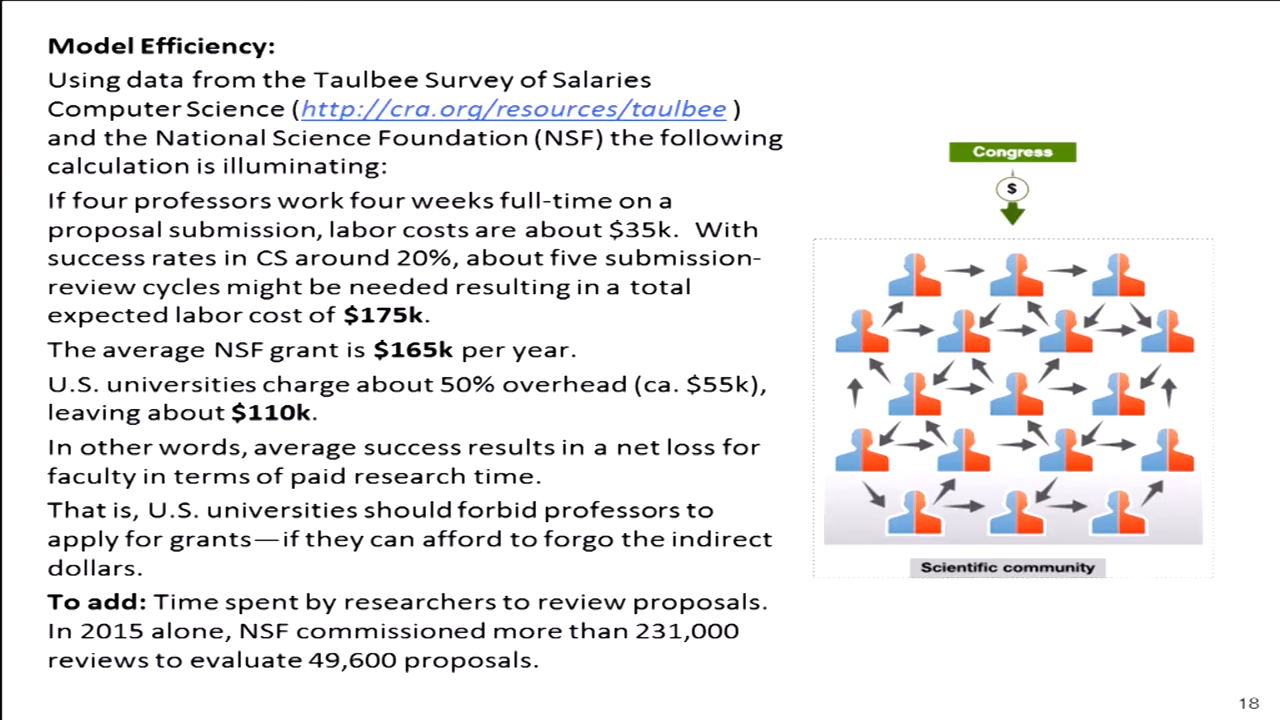 Model Efficiency:
Using data from the Taulbee Survey of Salaries
Computer Science (http://cra.org/resources/taulbee )
and the National Science Foundation (NSF) the following
calculation is illuminating:
If four professors work four weeks full-time on a
proposal submission, labor costs are about $35k. With
success rates in CS around 20%, about five submission-
review cycles might be needed resulting in a total
expected labor cost of $175k.
The average NSF grant is $165k per year.
U.S. universities charge about 50% overhead (ca. $55k),
leaving about $110k.
In other words, average success results in a net loss for
faculty in terms of paid research time.
That is, U.S. universities should forbid professors to
apply for grants—if they can afford to forgo the indirect
dollars.
To add: Time spent by researchers to review proposals.
In 2015 alone, NSF commissioned more than 231,000
reviews to evaluate 49,600 proposals.
Congress
$
Scientific community
18